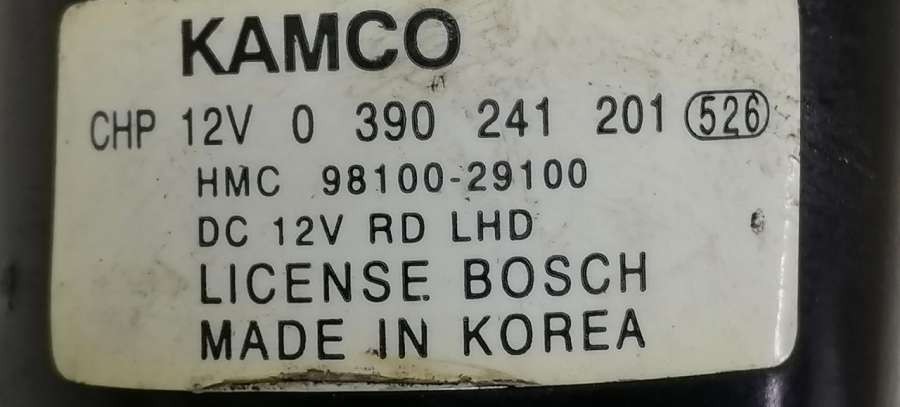 KAMCO
CHP 12V 0 390 241 201 526
HMC 98100-29100
DC 12V RD LHD
LICENSE BOSCH
MADE IN KOREA